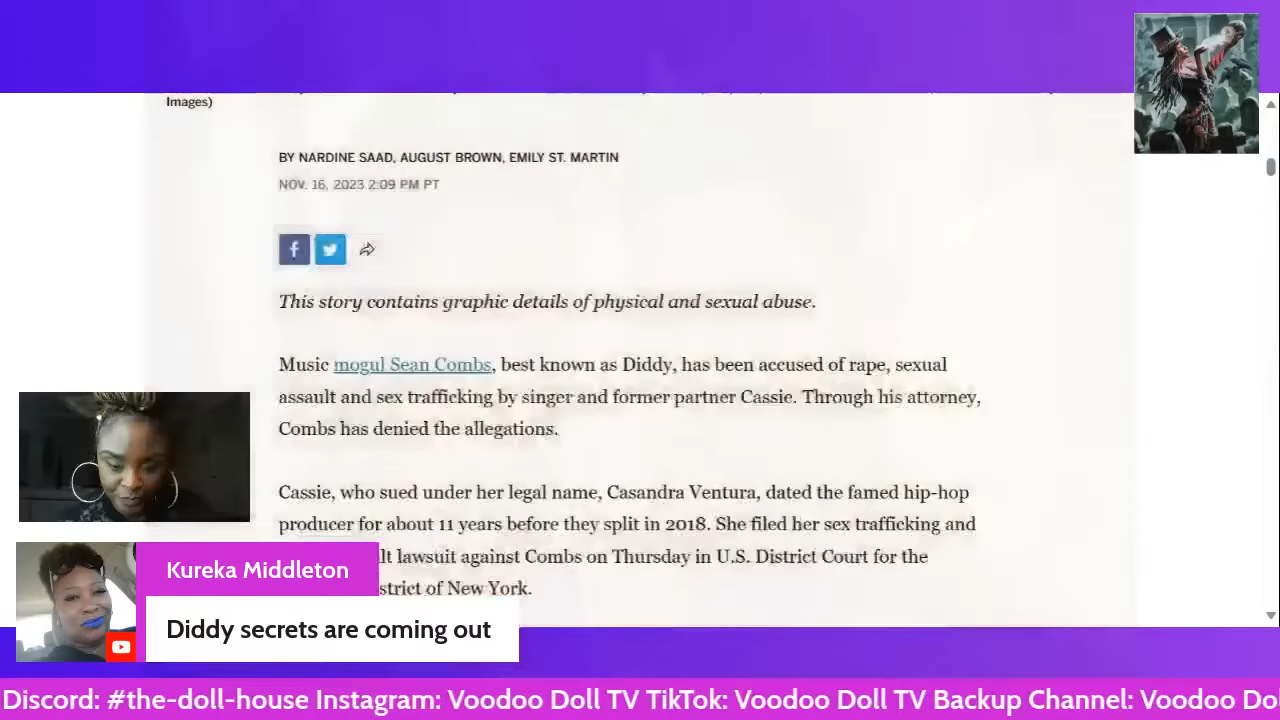 Images)
BY NARDINE SAAD, AUGUST BROWN, EMILY ST. MARTIN
NOV. 16, 2023 2:09 PM PT
This story contains graphic details of physical and sexual abuse.
Music mogul Sean Combs, best known as Diddy, has been accused of rape, sexual
assault and sex trafficking by singer and former partner Cassie. Through his attorney,
Combs has denied the allegations.
Cassie, who sued under her legal name, Casandra Ventura, dated the famed hip-hop
producer for about 11 years before they split in 2018. She filed her sex trafficking and
lt lawsuit against Combs on Thursday in U.S. District Court for the
strict of New York.
Kureka Middleton
Diddy secrets are coming out
Discord: #the-doll-house Instagram: Voodoo Doll TV TikTok: Voodoo Doll TV Backup Channel: Voodoo Do